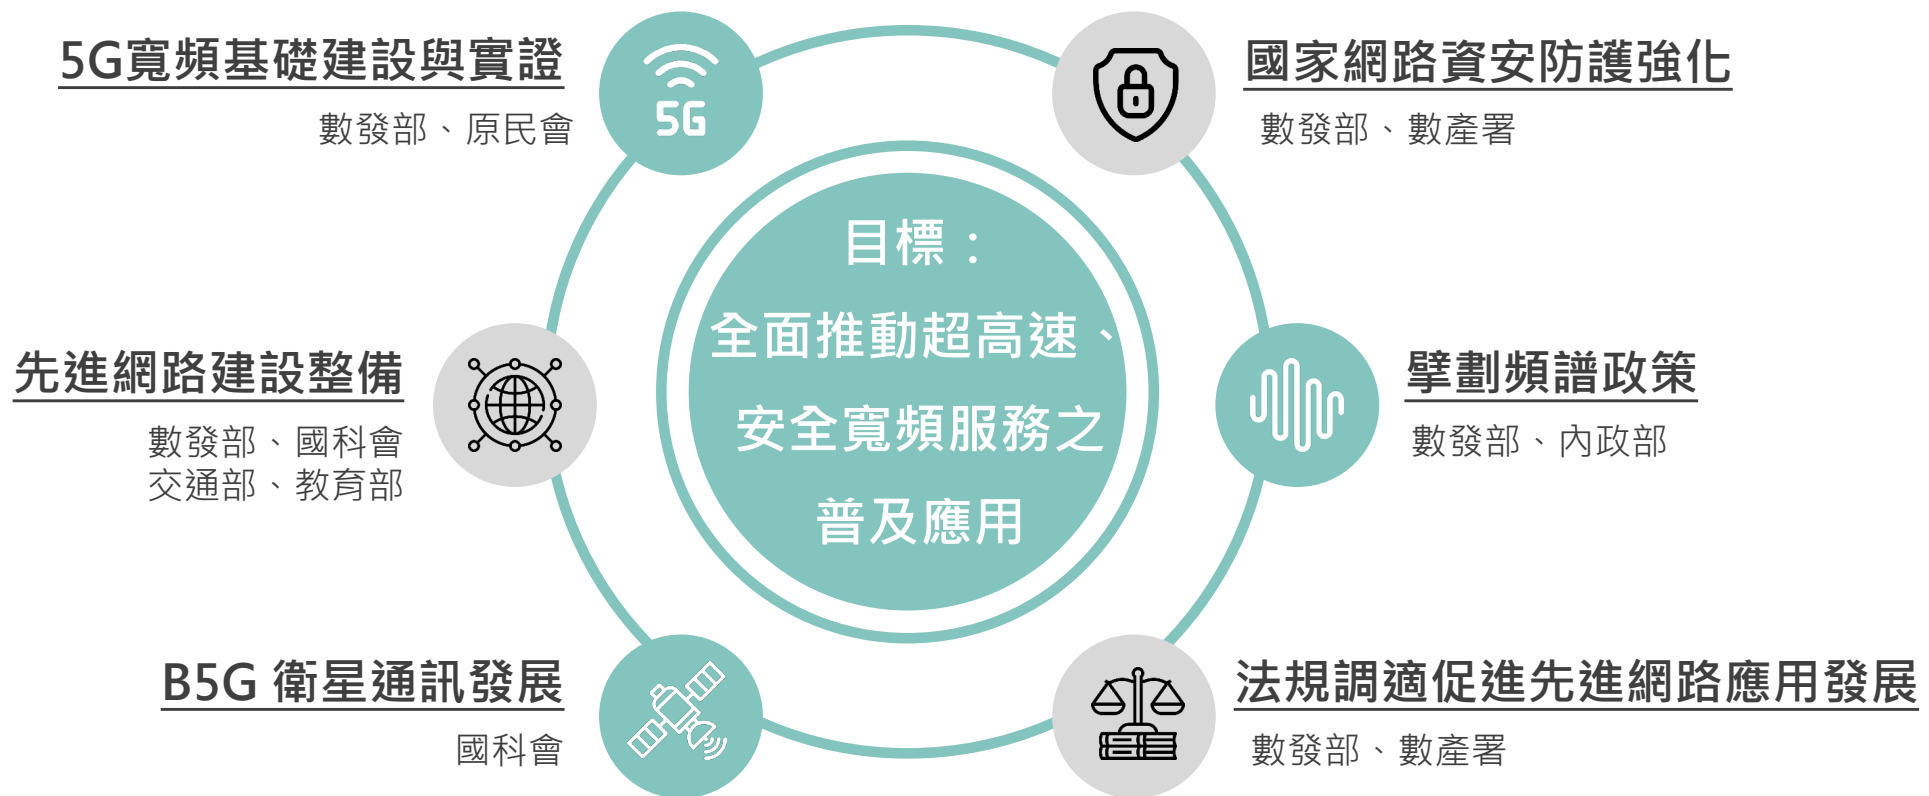 5G寬頻基礎建設與實證
數發部、原民會
5G
國家網路資安防護強化
數發部、數產署
目標：
全面推動超高速、
安全寬頻服務之
普及應用
先進網路建設整備
數發部、國科會
交通部、教育部
擘劃頻譜政策
數發部、內政部
B5G 衛星通訊發展
國科會
法規調適促進先進網路應用發展
數發部、數產署